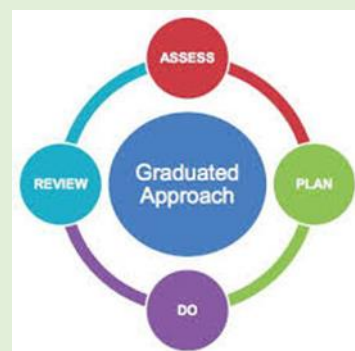 ASSESS
Graduated
Approach
REVIEW
PLAN
DO